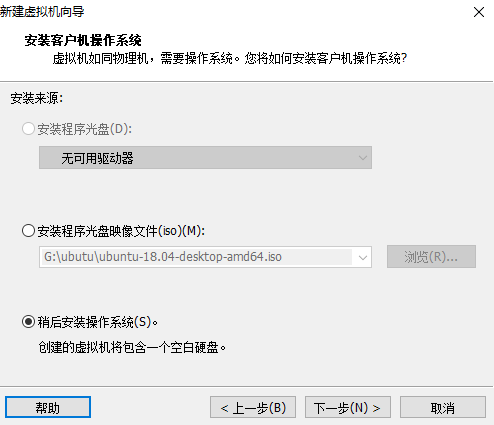 新建虚拟机向导
安装客户机操作系统
虚拟机如同物理机，需要操作系统。您将如何安装客户机操作系统?
安装来源:
安装程序光盘(D):
无可用驱动器
安装程序光盘映像文件(iso)(M):
G:\ubutu\ubuntu-18.04-desktop-amd64.iso
浏览(R)...
稍后安装操作系统(S)。
创建的虚拟机将包含一个空白硬盘。
帮助
< 上一步(B)
下一步(N) >
取消